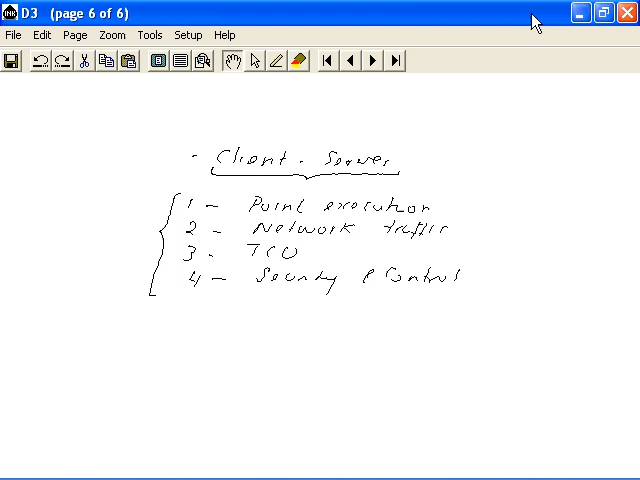 INK D3 (page 6 of 6)
File Edit Page Zoom Tools Setup Help
- Client - Server
1 - Point execution
2 - Network traffic
3 - TCO
4 - Security & Control